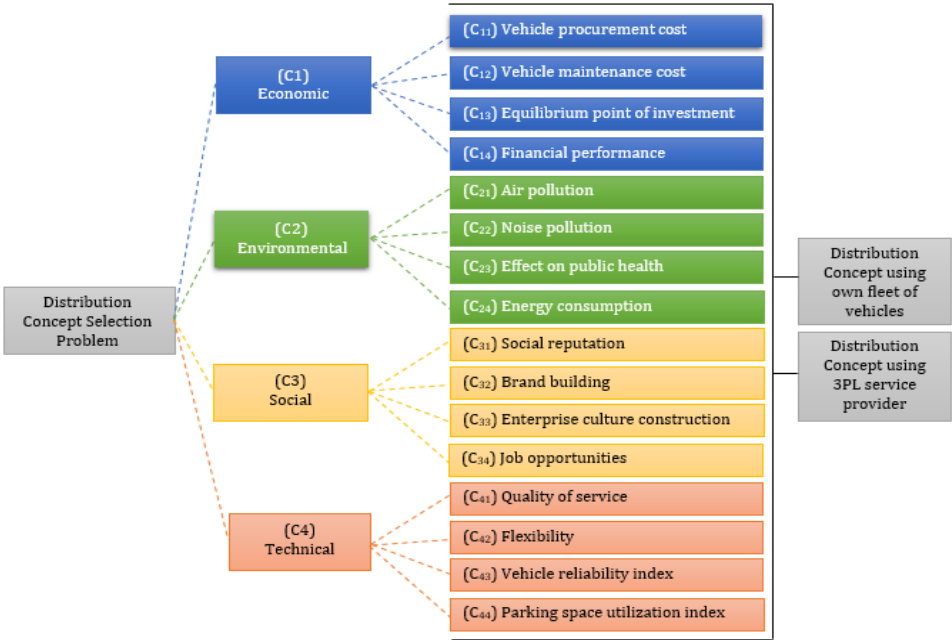 Distribution
Concept Selection
Problem
(C1)
Economic
(C₁₁) Vehicle procurement cost
(C₁₂) Vehicle maintenance cost
(C₁₃) Equilibrium point of investment
(C₁₄) Financial performance
(C2)
Environmental
(C₂₁) Air pollution
(C₂₂) Noise pollution
(C₂₃) Effect on public health
(C₂₄) Energy consumption
(C3)
Social
(C₃₁) Social reputation
(C₃₂) Brand building
(C₃₃) Enterprise culture construction
(C₃₄) Job opportunities
(C4)
Technical
(C₄₁) Quality of service
(C₄₂) Flexibility
(C₄₃) Vehicle reliability index
(C₄₄) Parking space utilization index
Distribution
Concept using
own fleet of
vehicles
Distribution
Concept using
3PL service
provider